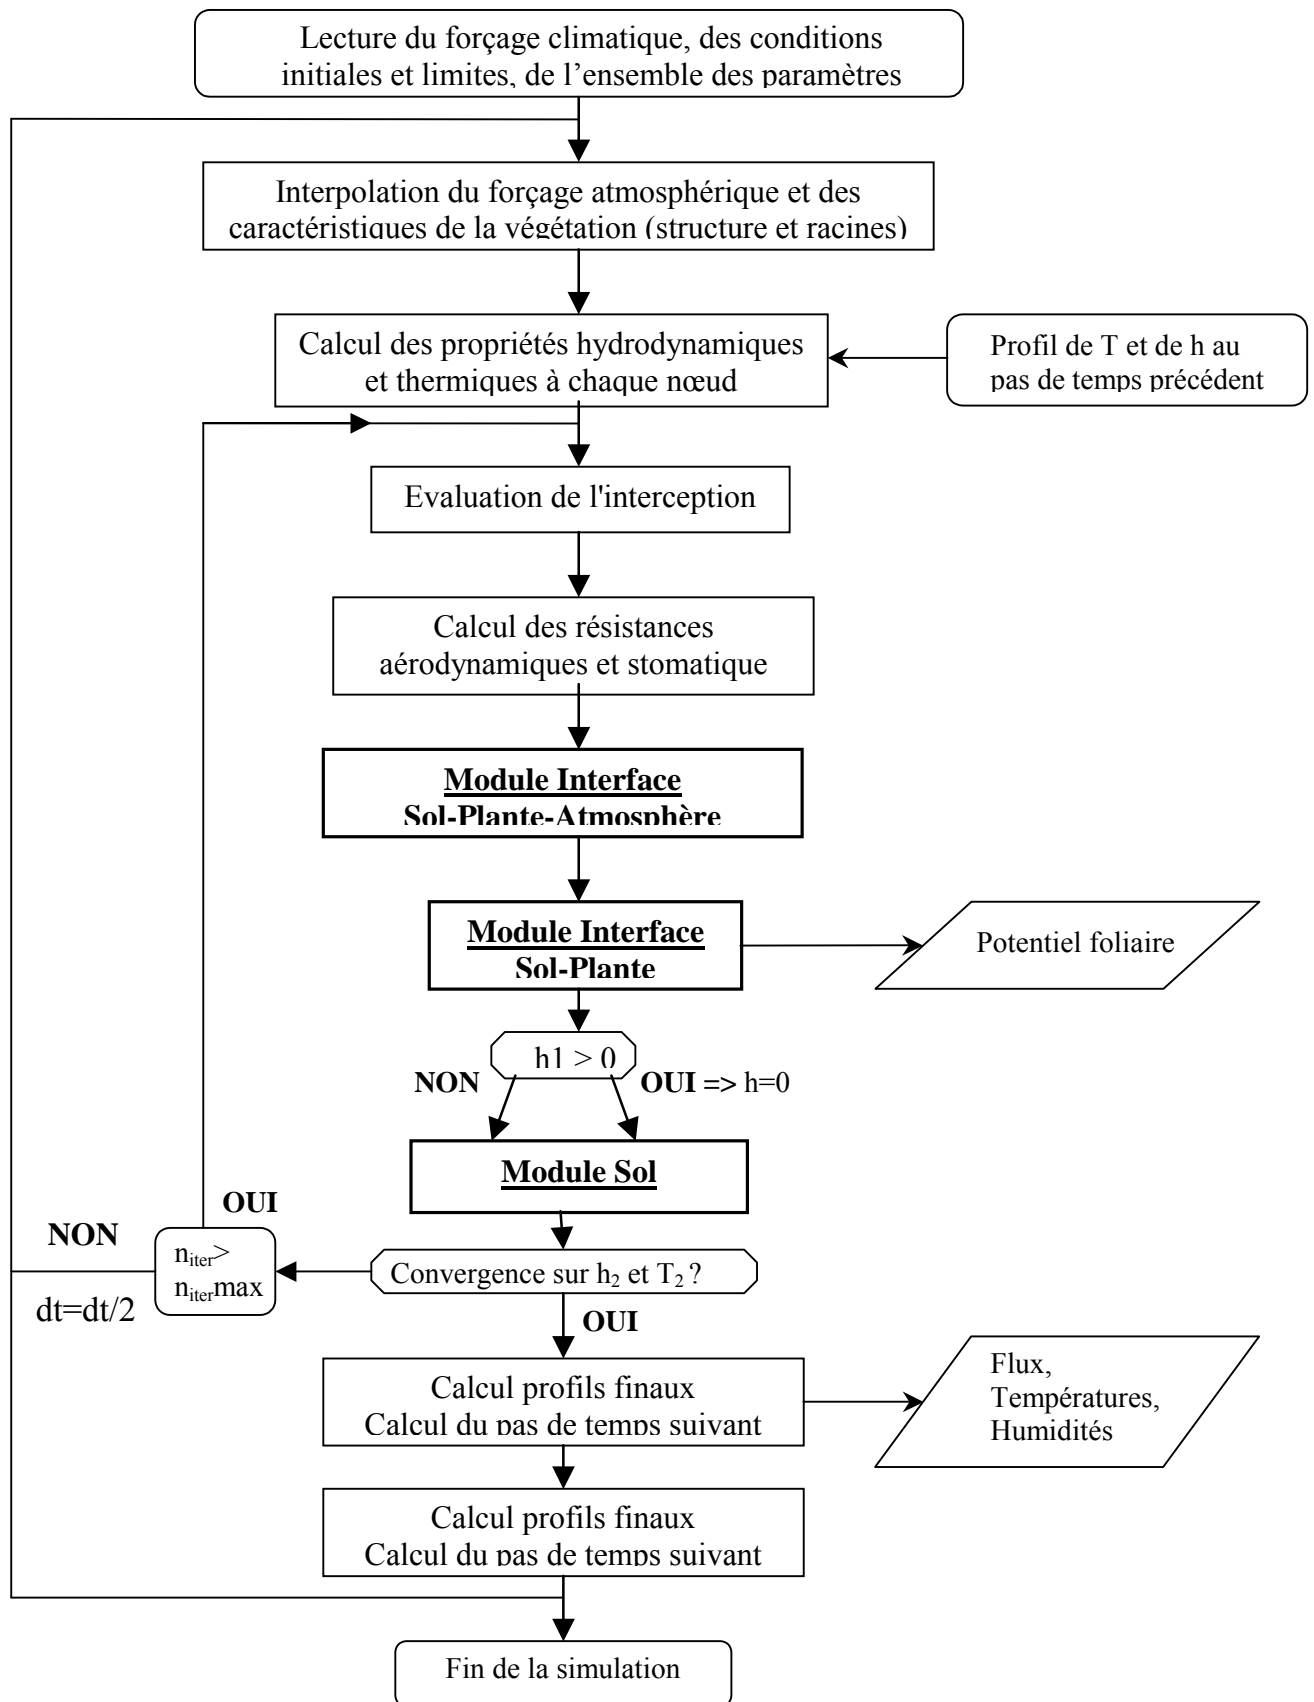 Lecture du forçage climatique, des conditions
initiales et limites, de l'ensemble des paramètres
Interpolation du forçage atmosphérique et des
caractéristiques de la végétation (structure et racines)
Calcul des propriétés hydrodynamiques
et thermiques à chaque nœud
Profil de T et de h au
pas de temps précédent
Evaluation de l'interception
Calcul des résistances
aérodynamiques et stomatique
Module Interface
Sol-Plante-Atmosphère
Module Interface
Sol-Plante
Potentiel foliaire
h1 > 0
NON
OUI => h=0
Module Sol
OUI
NON
n_iter>
n_itermax
Convergence sur h₂ et T₂ ?
dt=dt/2
OUI
Calcul profils finaux
Calcul du pas de temps suivant
Flux,
Températures,
Humidités
Calcul profils finaux
Calcul du pas de temps suivant
Fin de la simulation